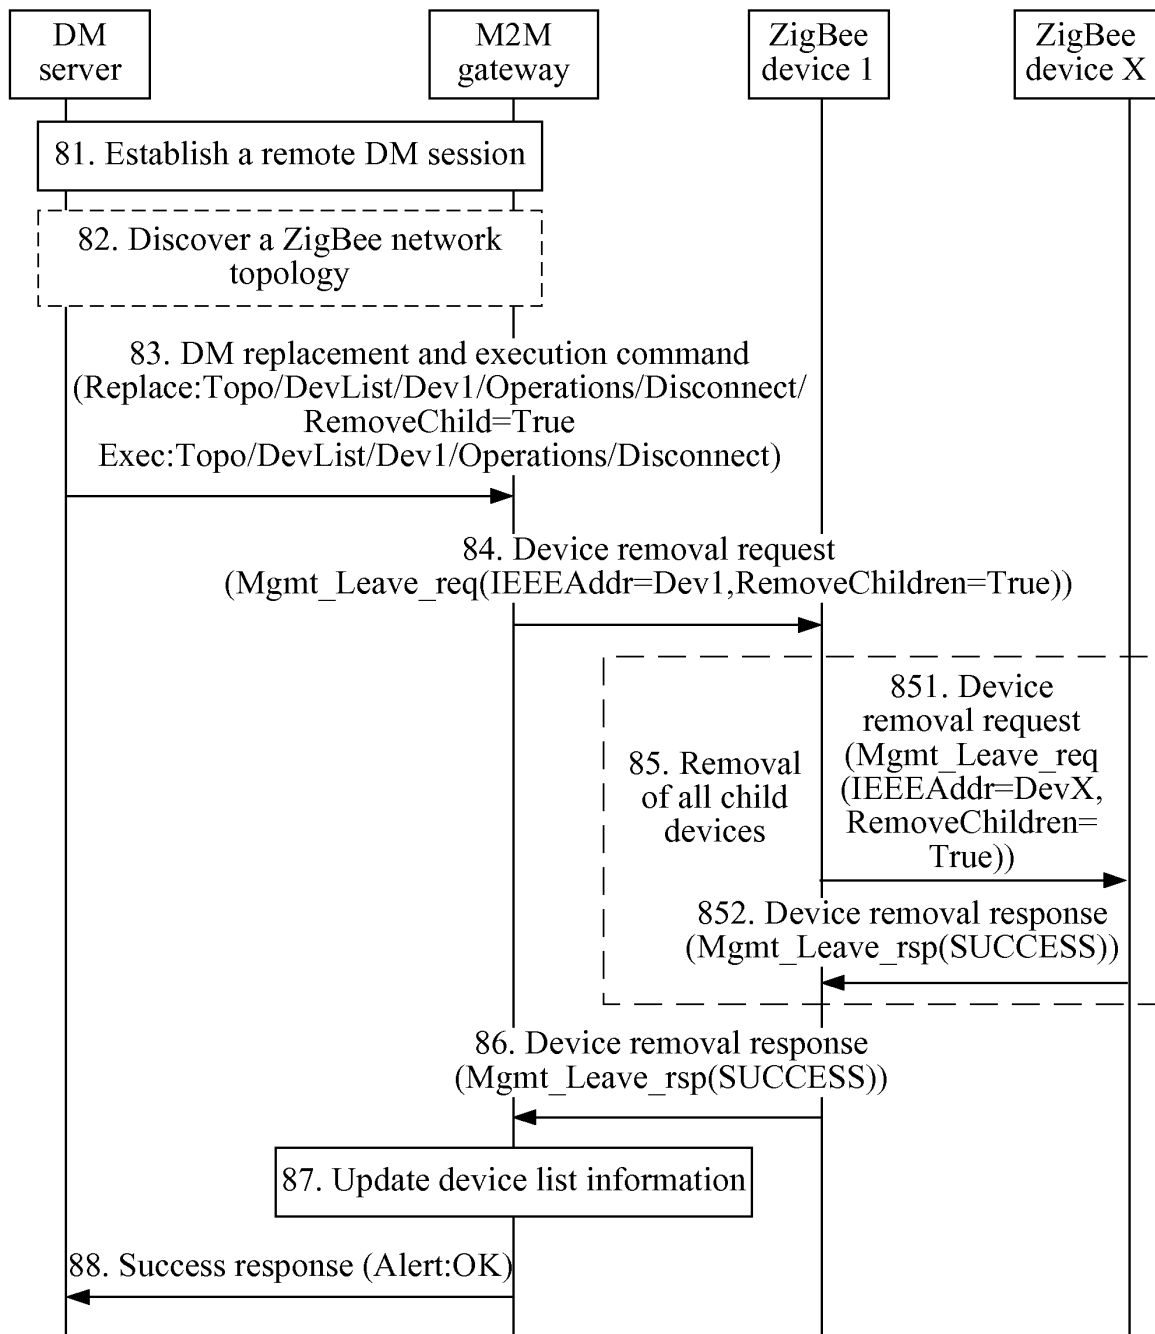 DM
server
M2M
gateway
ZigBee
device 1
ZigBee
device X
81. Establish a remote DM session
82. Discover a ZigBee network
topology
83. DM replacement and execution command
(Replace:Topo/DevList/Dev1/Operations/Disconnect/
RemoveChild=True
Exec:Topo/DevList/Dev1/Operations/Disconnect)
84. Device removal request
(Mgmt_Leave_req(IEEEAddr=Dev1,RemoveChildren=True))
85. Removal
of all child
devices
851. Device
removal request
(Mgmt_Leave_req
(IEEEAddr=DevX,
RemoveChildren=
True))
852. Device removal response
(Mgmt_Leave_rsp(SUCCESS))
86. Device removal response
(Mgmt_Leave_rsp(SUCCESS))
87. Update device list information
88. Success response (Alert:OK)